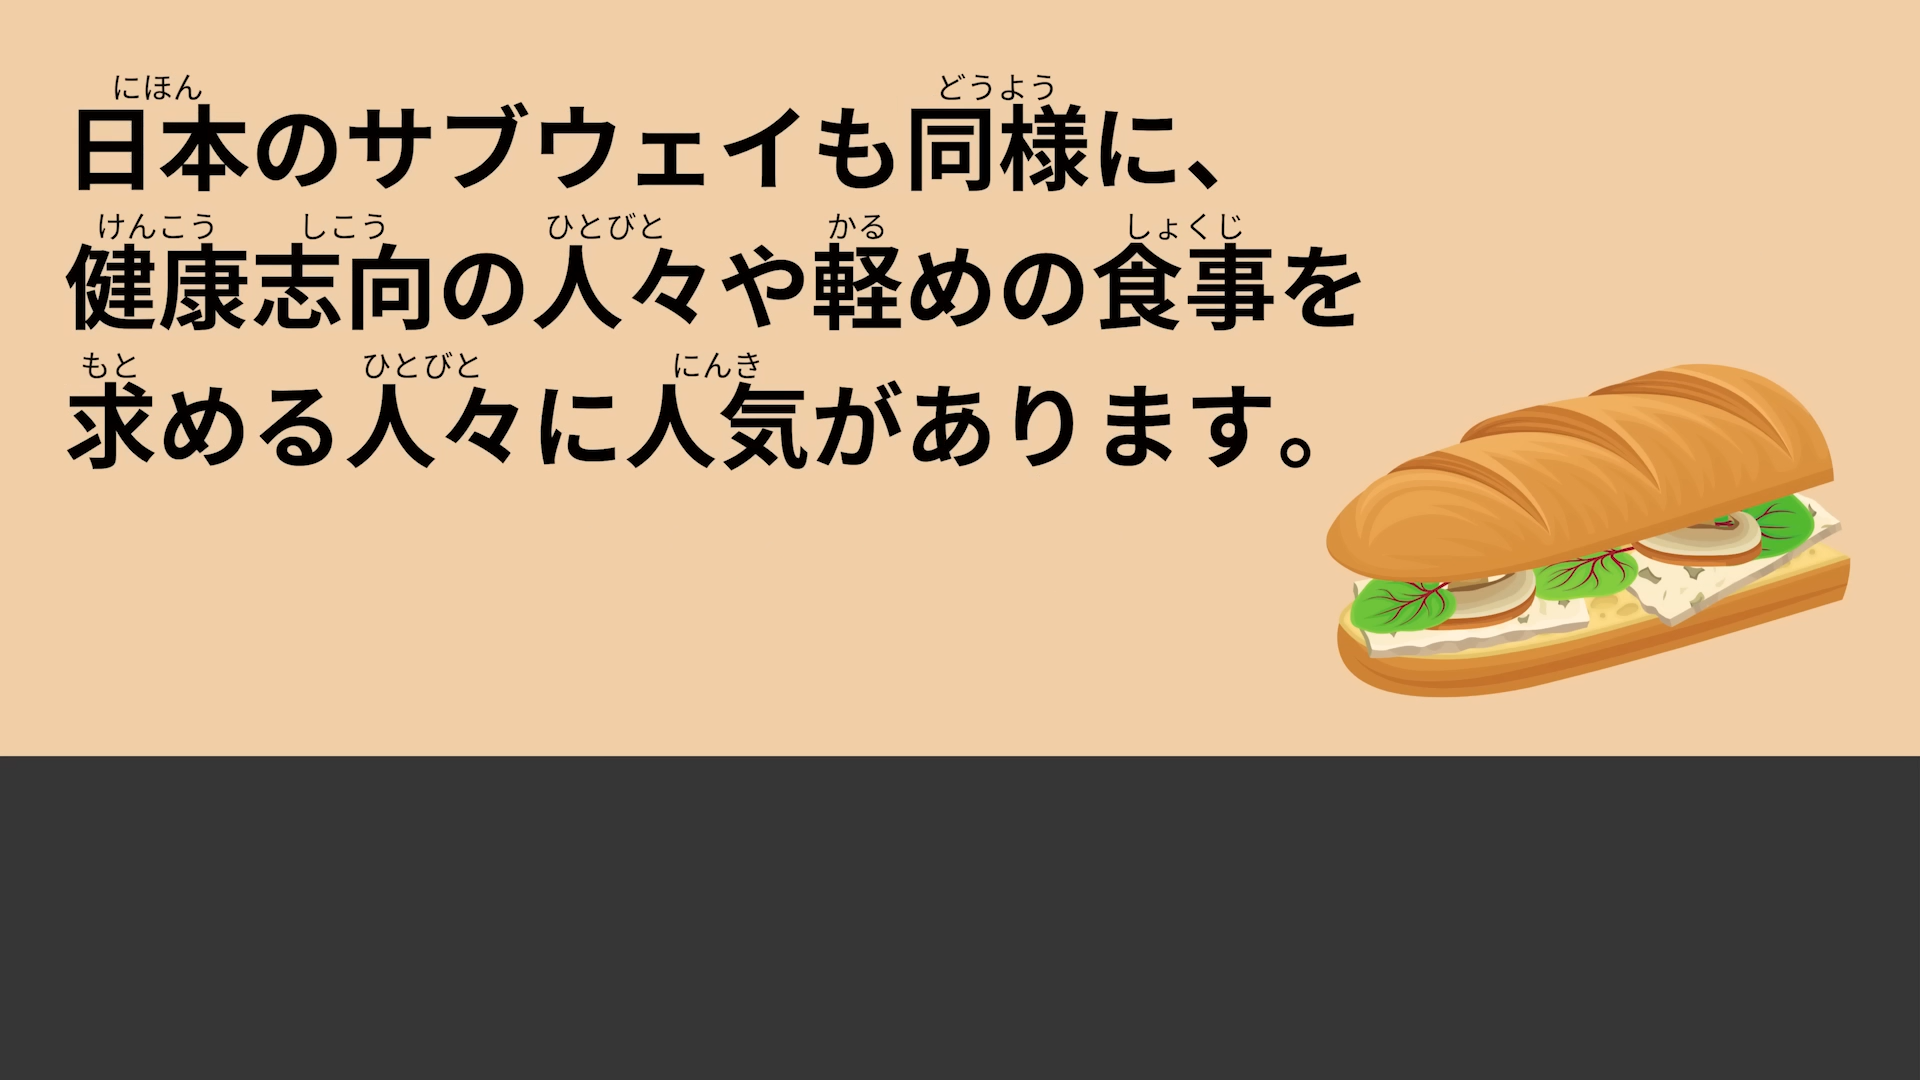 にほん どうよう
日本のサブウェイも同様に、
けんこう しこう ひとびと かる しょくじ
健康志向の人々や軽めの食事を
もと ひとびと にんき
求める人々に人気があります。